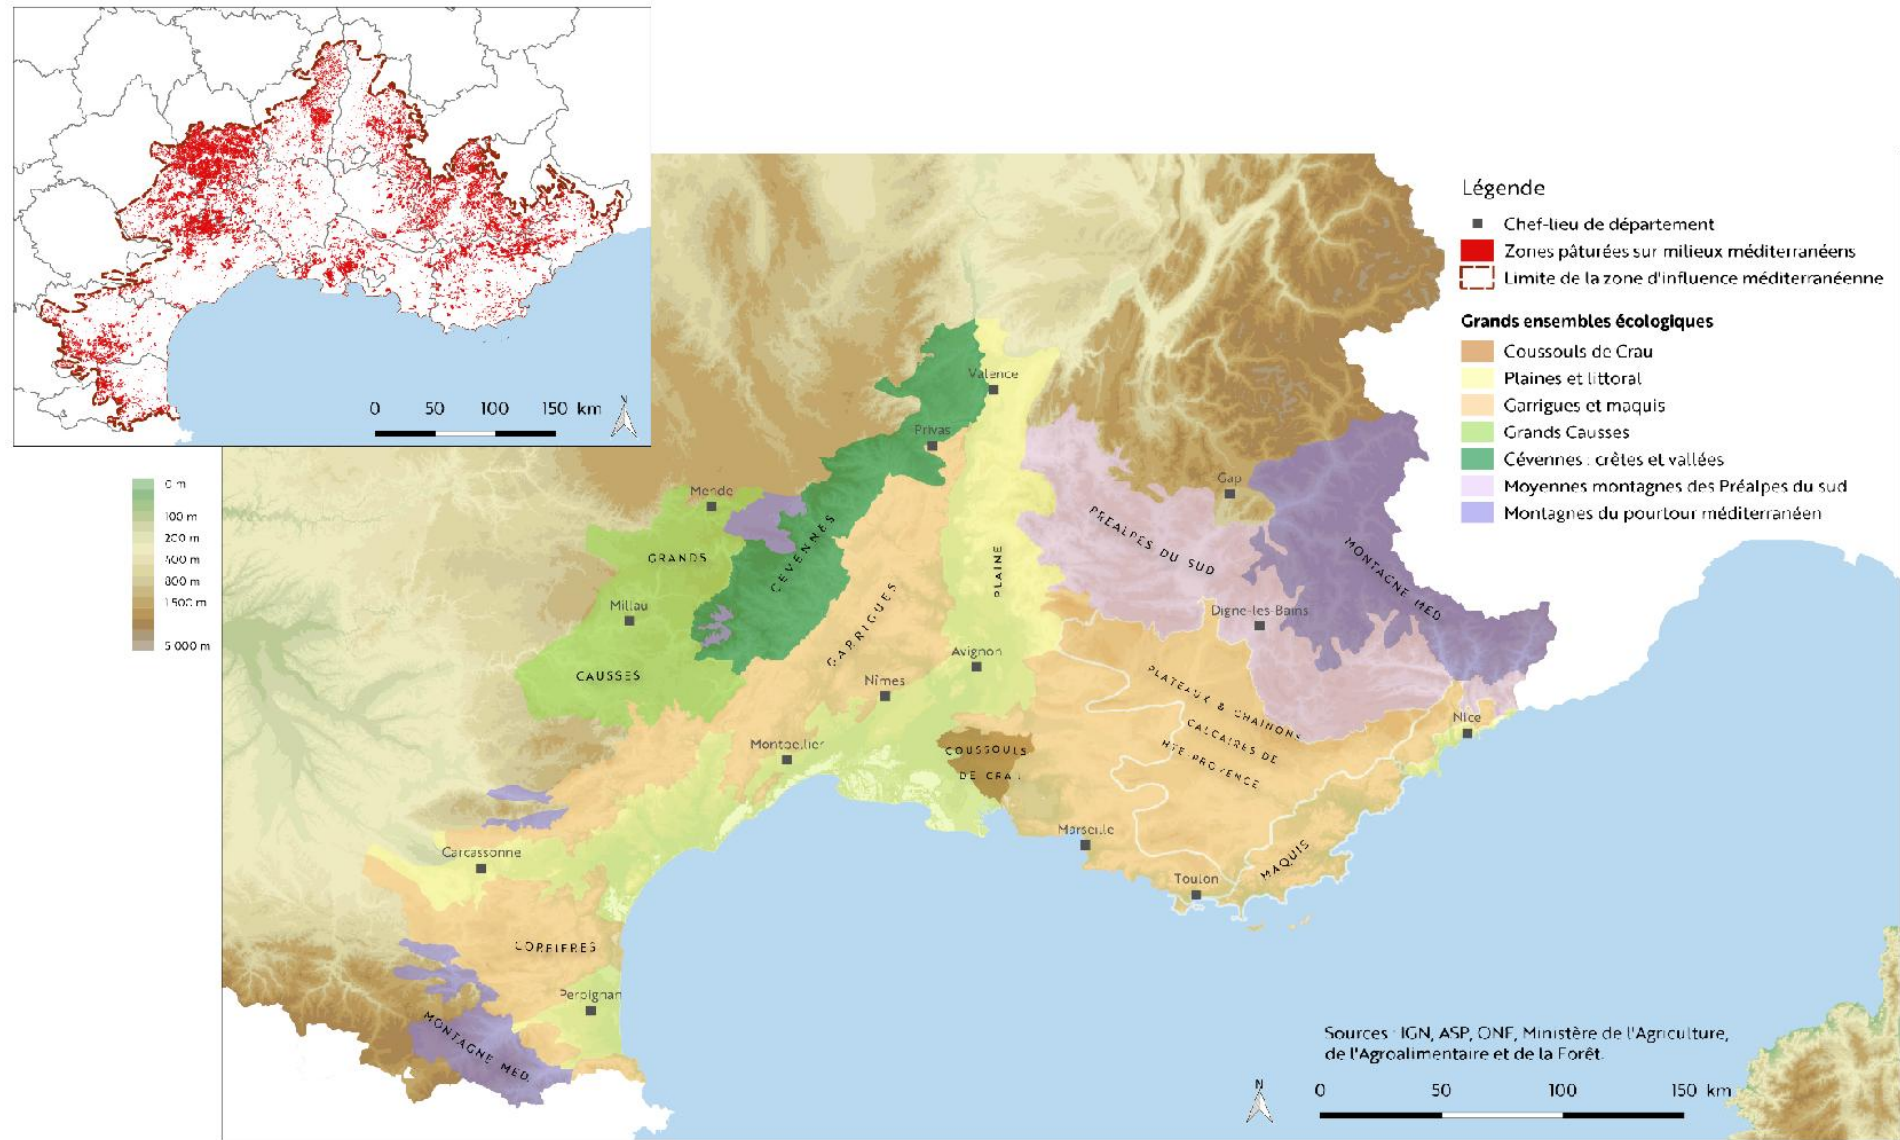 0 50 100 150 km
N
0 m
100 m
200 m
400 m
800 m
1 500 m
5 000 m
Légende
Chef-lieu de département
Zones pâturées sur milieux méditerranéens
Limite de la zone d'influence méditerranéenne
Grands ensembles écologiques
Coussouls de Crau
Plaines et littoral
Garrigues et maquis
Grands Causses
Cévennes : crêtes et vallées
Moyennes montagnes des Préalpes du sud
Montagnes du pourtour méditerranéen
Valence
Privas
Mende
Gap
GRANDS
CAUSSES
Millau
CEVENNES
GARRIGUES
PLAINE
PREALPES DU SUD
MONTAGNE MED.
Digne-les-Bains
Avignon
Nîmes
PLATEAUX & CHAINONS
CALCAIRES DE
HTE-PROVENCE
Montpellier
COUSSOULS
DE CRAU
Nice
Marseille
MAQUIS
Toulon
Carcassonne
CORBIERES
Perpignan
MONTAGNE MED.
Sources : IGN, ASP, ONF, Ministère de l'Agriculture,
de l'Agroalimentaire et de la Forêt.
N
0 50 100 150 km